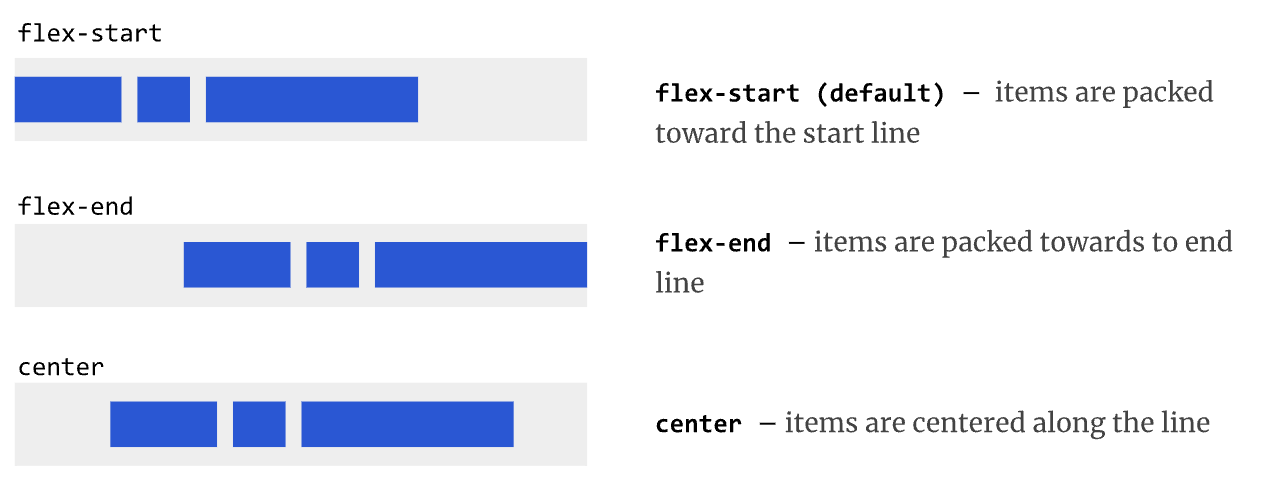 flex-start
flex-start (default) – items are packed
toward the start line
flex-end
flex-end – items are packed towards to end
line
center
center – items are centered along the line